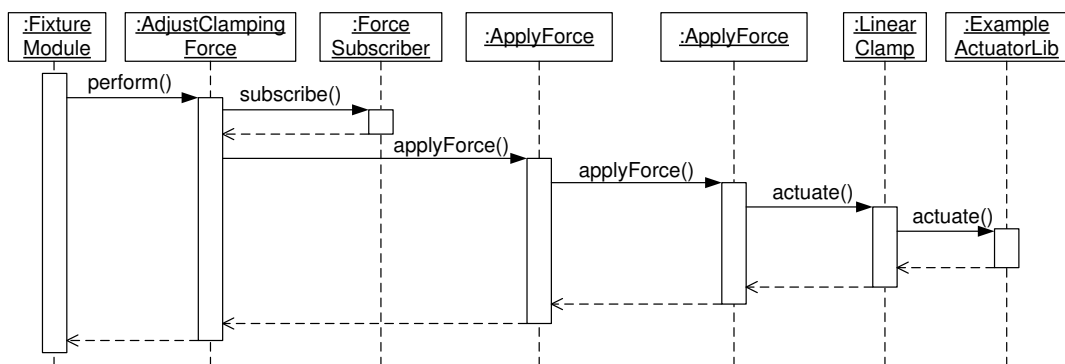 :Fixture
Module
:AdjustClamping
Force
:Force
Subscriber
:ApplyForce
:ApplyForce
:Linear
Clamp
:Example
ActuatorLib
perform()
subscribe()
applyForce()
applyForce()
actuate()
actuate()